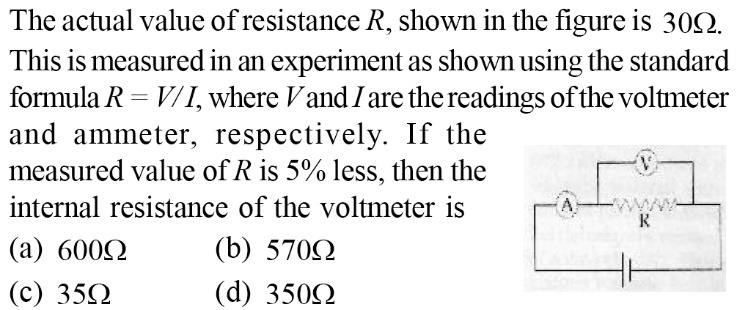 The actual value of resistance R, shown in the figure is 30Ω.
This is measured in an experiment as shown using the standard
formula R = V/I, where V and I are the readings of the voltmeter
and ammeter, respectively. If the
measured value of R is 5% less, then the
internal resistance of the voltmeter is
(a) 600Ω (b) 570Ω
(c) 35Ω (d) 350Ω
V
A
R